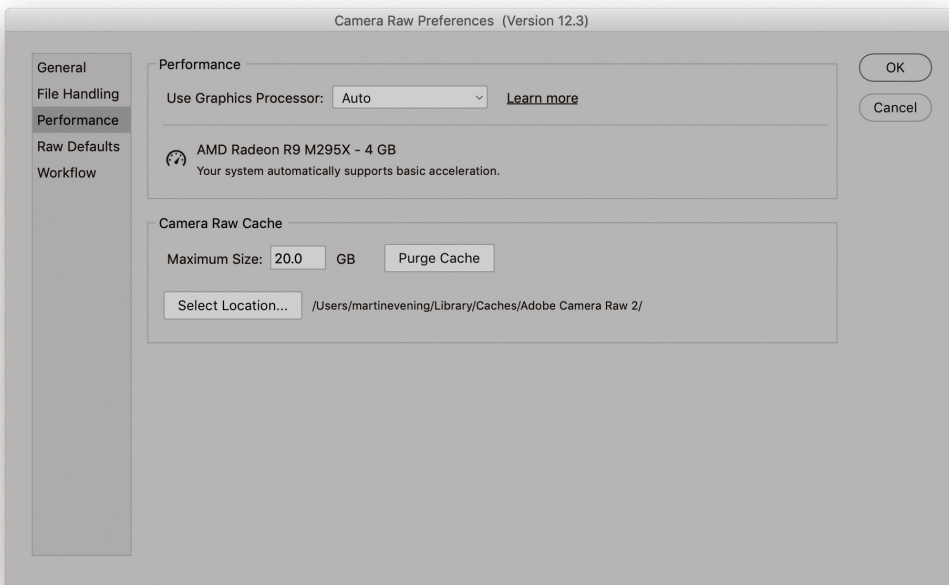 Camera Raw Preferences (Version 12.3)
General
File Handling
Performance
Raw Defaults
Workflow
Performance
Use Graphics Processor: Auto Learn more
AMD Radeon R9 M295X - 4 GB
Your system automatically supports basic acceleration.
Camera Raw Cache
Maximum Size: 20.0 GB Purge Cache
Select Location... /Users/martinevening/Library/Caches/Adobe Camera Raw 2/
OK
Cancel